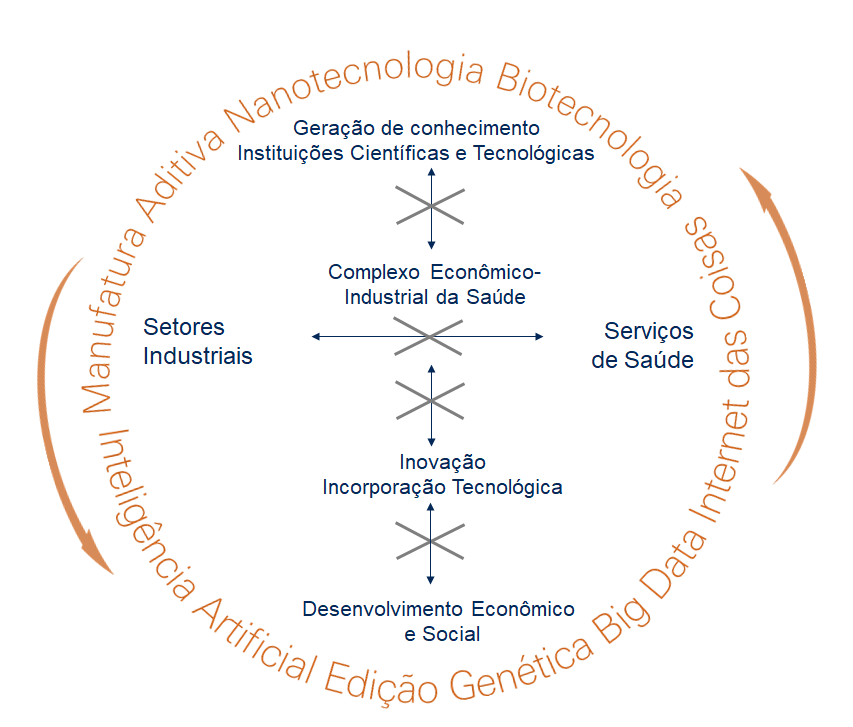 Manufatura Aditiva Nanotecnologia Biotecnologia Internet das Coisas
Geração de conhecimento
Instituições Científicas e Tecnológicas
Complexo Econômico-
Industrial da Saúde
Setores
Industriais
Serviços
de Saúde
Inovação
Incorporação Tecnológica
Desenvolvimento Econômico
e Social
Inteligência Artificial Edição Genética Big Data